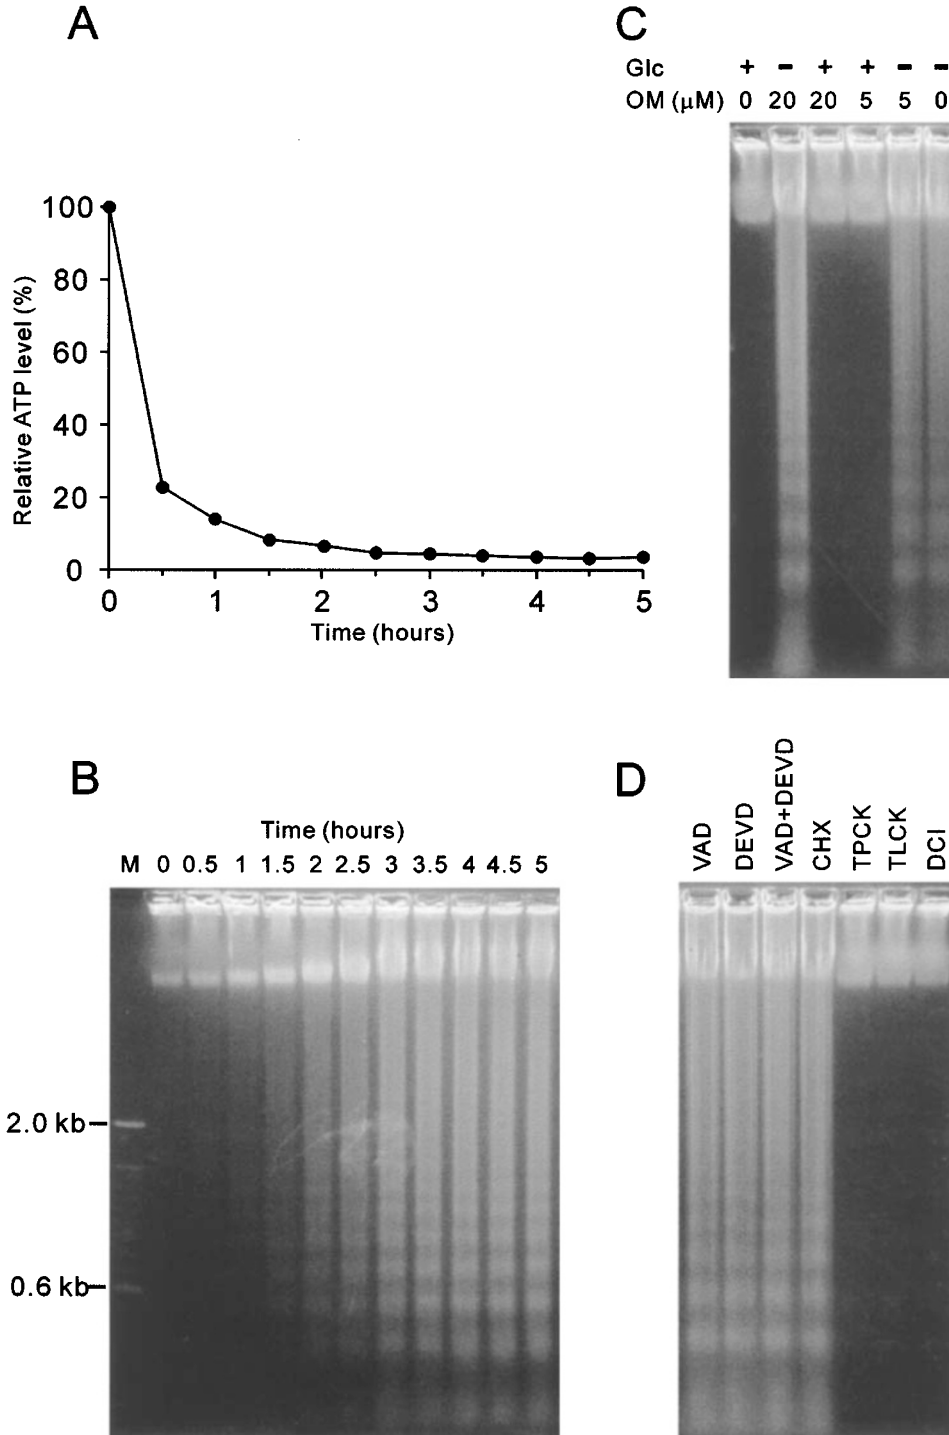 A
Relative ATP level (%)
100
80
60
40
20
0
0 1 2 3 4 5
Time (hours)
C
Glc + - + + - -
OM (μM) 0 20 20 5 5 0
B
Time (hours)
M 0 0.5 1 1.5 2 2.5 3 3.5 4 4.5 5
2.0 kb
0.6 kb
D
VAD
DEVD
VAD+DEVD
CHX
TPCK
TLCK
DCI